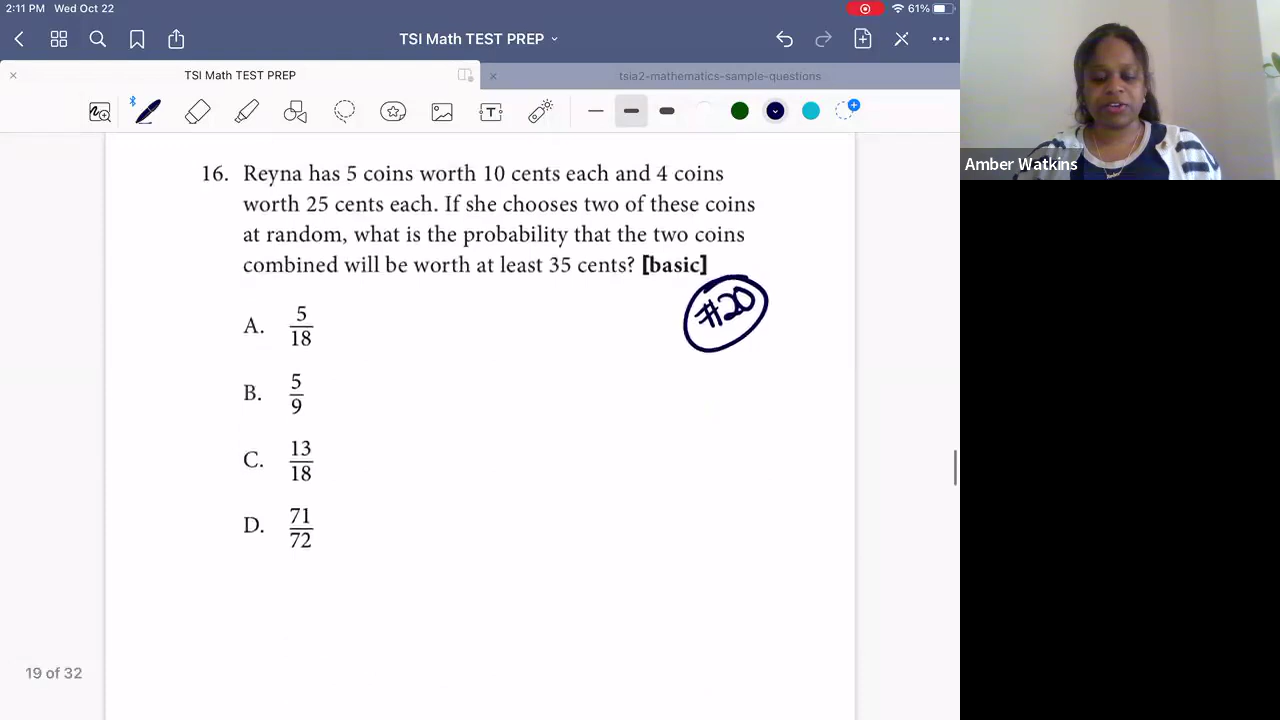 2:11 PM Wed Oct 22
61%
TSI Math TEST PREP
TSI Math TEST PREP
tsia2-mathematics-sample-questions
T
Amber Watkins
16. Reyna has 5 coins worth 10 cents each and 4 coins
worth 25 cents each. If she chooses two of these coins
at random, what is the probability that the two coins
combined will be worth at least 35 cents? [basic]
#20
A. 5/18
B. 5/9
C. 13/18
D. 71/72
19 of 32